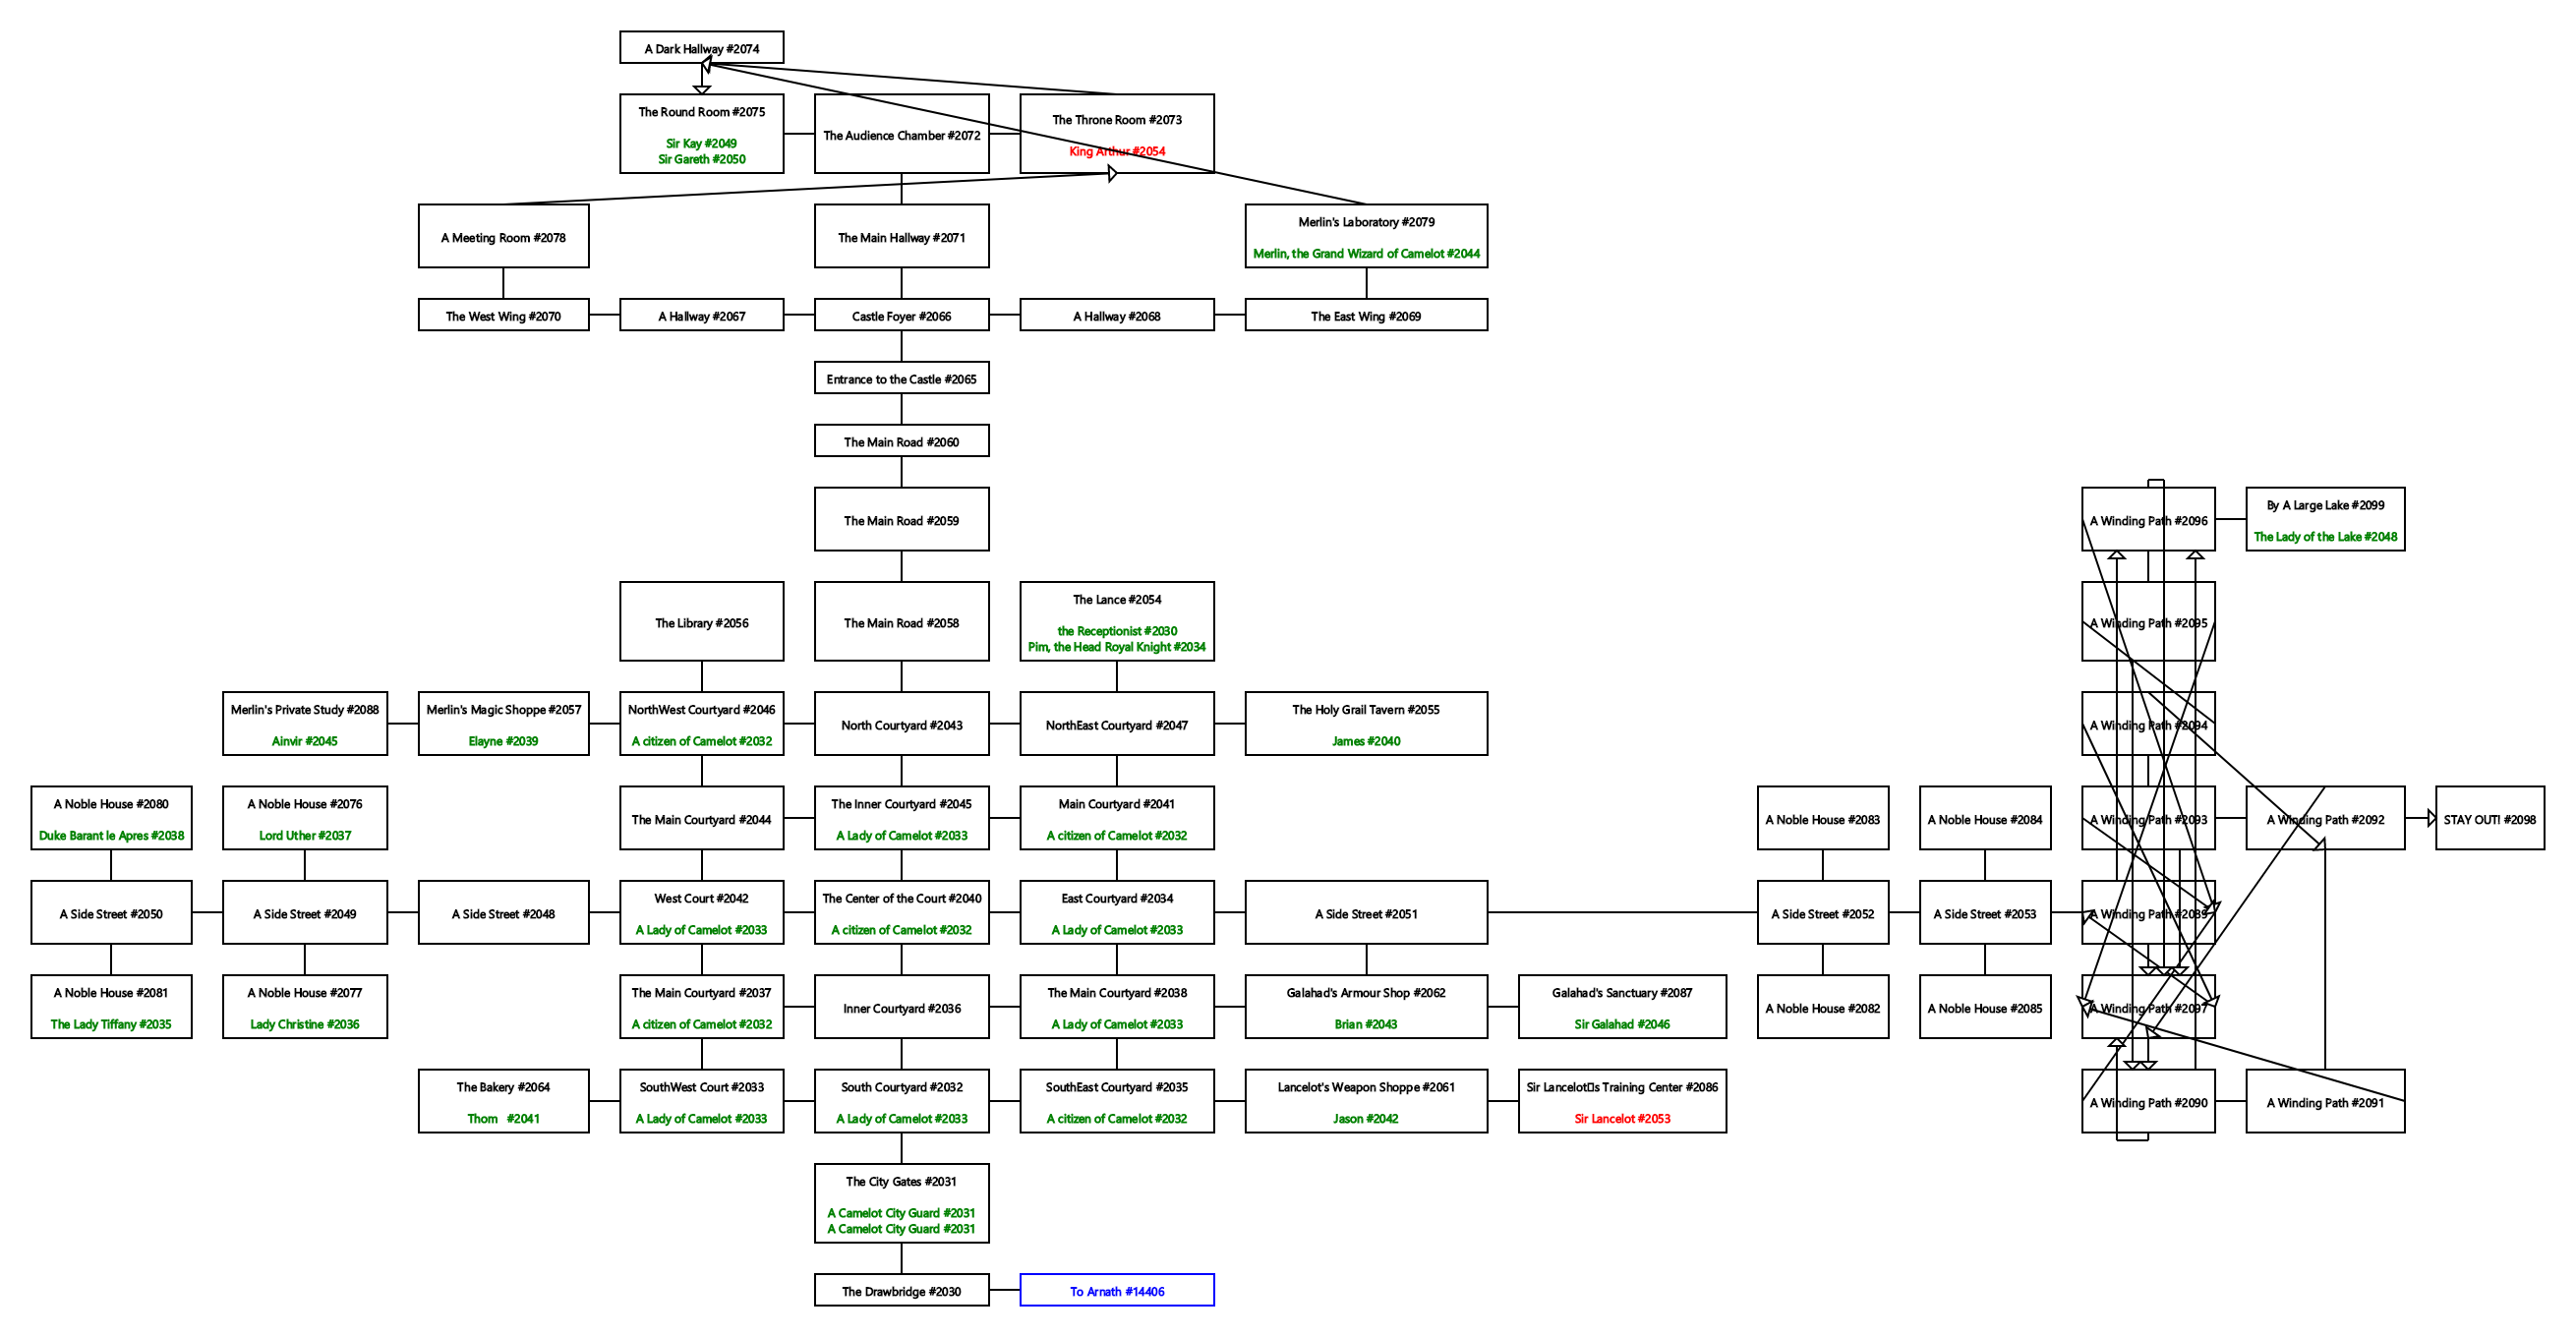 A Dark Hallway #2074
The Round Room #2075
Sir Kay #2049
Sir Gareth #2050
The Audience Chamber #2072
The Throne Room #2073
King Arthur #2054
A Meeting Room #2078
The Main Hallway #2071
Merlin's Laboratory #2079
Merlin, the Grand Wizard of Camelot #2044
The West Wing #2070
A Hallway #2067
Castle Foyer #2066
A Hallway #2068
The East Wing #2069
Entrance to the Castle #2065
The Main Road #2060
The Main Road #2059
A Winding Path #2096
By A Large Lake #2099
The Lady of the Lake #2048
The Library #2056
The Main Road #2058
The Lance #2054
the Receptionist #2030
Pim, the Head Royal Knight #2034
A Winding Path #2095
Merlin's Private Study #2088
Ainvir #2045
Merlin's Magic Shoppe #2057
Elayne #2039
NorthWest Courtyard #2046
A citizen of Camelot #2032
North Courtyard #2043
NorthEast Courtyard #2047
The Holy Grail Tavern #2055
James #2040
A Winding Path #2094
A Noble House #2080
Duke Barant le Apres #2038
A Noble House #2076
Lord Uther #2037
The Main Courtyard #2044
The Inner Courtyard #2045
A Lady of Camelot #2033
Main Courtyard #2041
A citizen of Camelot #2032
A Noble House #2083
A Noble House #2084
A Winding Path #2093
A Winding Path #2092
STAY OUT! #2098
A Side Street #2050
A Side Street #2049
A Side Street #2048
West Court #2042
A Lady of Camelot #2033
The Center of the Court #2040
A citizen of Camelot #2032
East Courtyard #2034
A Lady of Camelot #2033
A Side Street #2051
A Side Street #2052
A Side Street #2053
A Winding Path #2089
A Noble House #2081
The Lady Tiffany #2035
A Noble House #2077
Lady Christine #2036
The Main Courtyard #2037
A citizen of Camelot #2032
Inner Courtyard #2036
The Main Courtyard #2038
A Lady of Camelot #2033
Galahad's Armour Shop #2062
Brian #2043
Galahad's Sanctuary #2087
Sir Galahad #2046
A Noble House #2082
A Noble House #2085
A Winding Path #2097
The Bakery #2064
Thom #2041
SouthWest Court #2033
A Lady of Camelot #2033
South Courtyard #2032
A Lady of Camelot #2033
SouthEast Courtyard #2035
A citizen of Camelot #2032
Lancelot's Weapon Shoppe #2061
Jason #2042
Sir Lancelot▯s Training Center #2086
Sir Lancelot #2053
A Winding Path #2090
A Winding Path #2091
The City Gates #2031
A Camelot City Guard #2031
A Camelot City Guard #2031
The Drawbridge #2030
To Arnath #14406